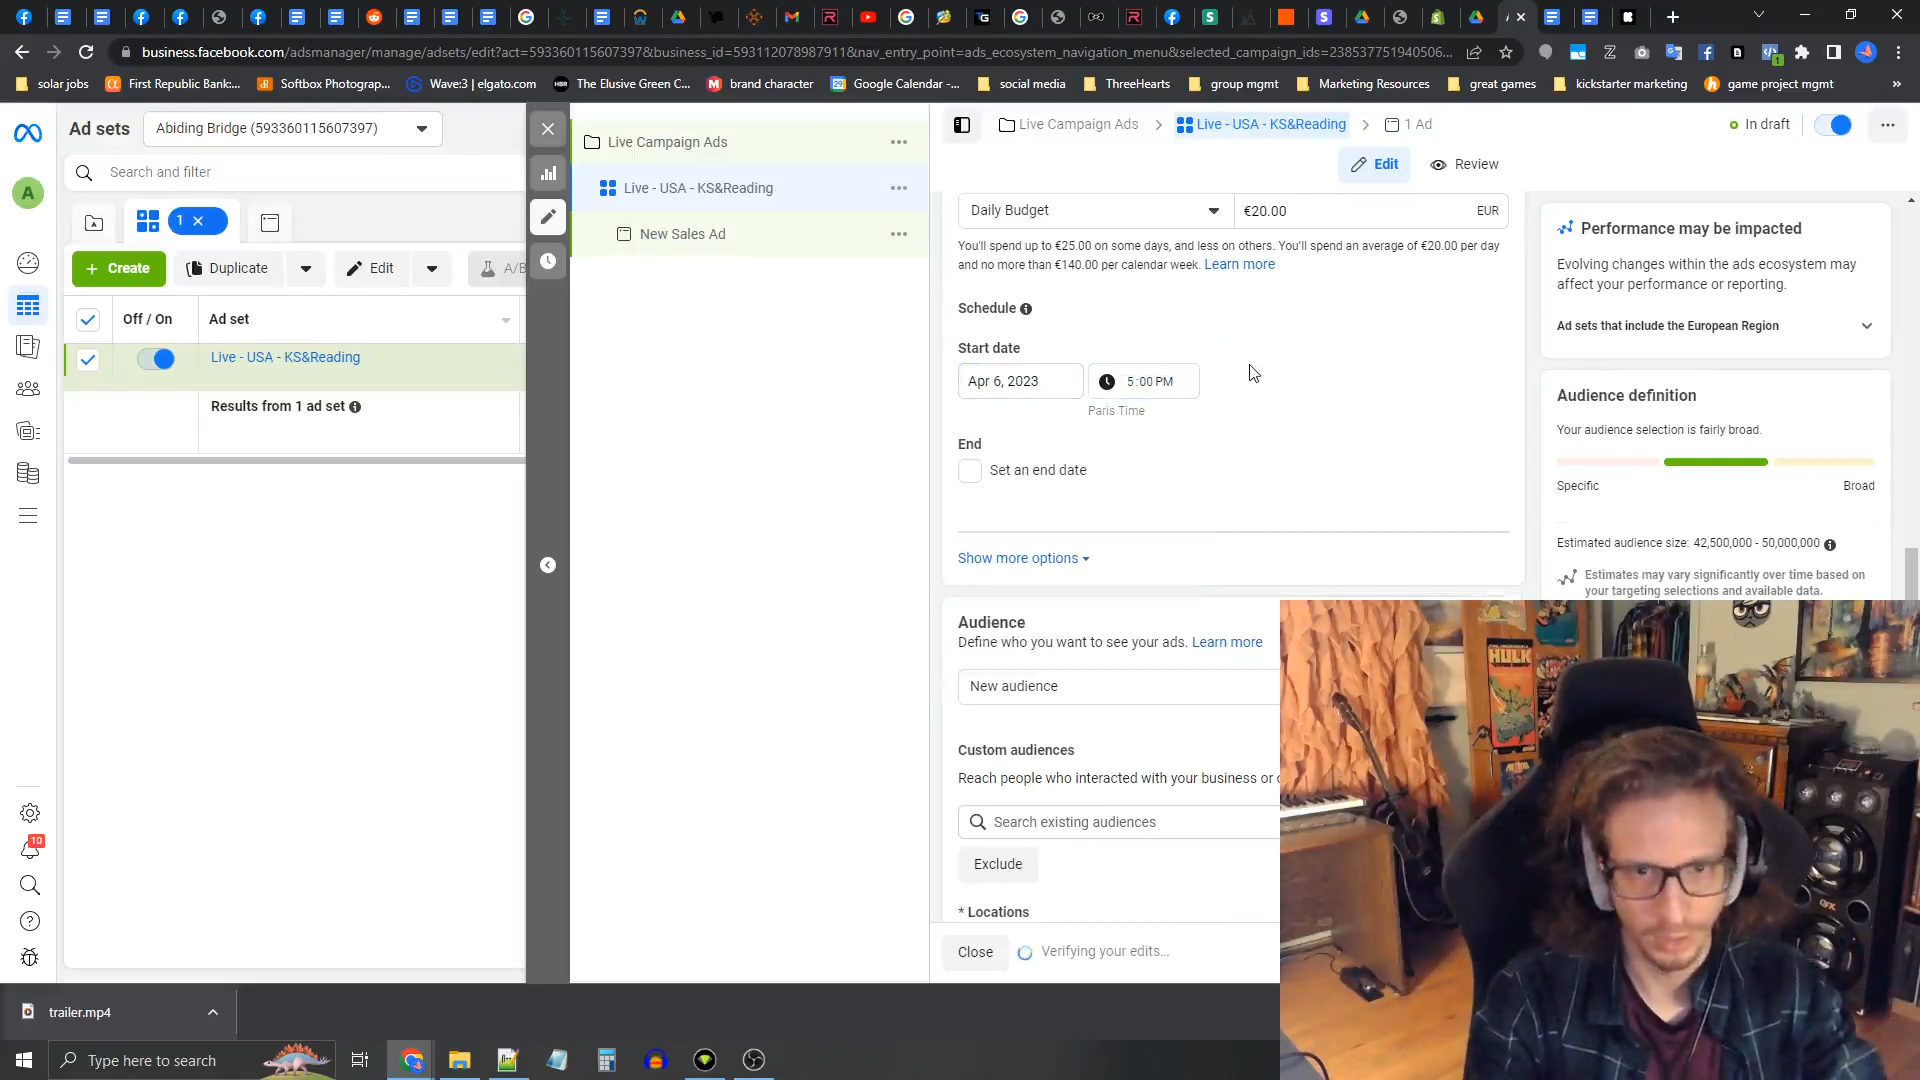 business.facebook.com/adsmanager/manage/adsets/edit?act=593360115607397&business_id=593112078987911&nav_entry_point=ads_ecosystem_navigation_menu&selected_campaign_ids=238537751940506...
solar jobs
First Republic Bank:...
Softbox Photograp...
Wave:3 | elgato.com
The Elusive Green C...
brand character
Google Calendar -...
social media
ThreeHearts
group mgmt
Marketing Resources
great games
kickstarter marketing
game project mgmt
Ad sets
Abiding Bridge (593360115607397)
Search and filter
1
Create
Duplicate
Edit
A/B
Off / On
Ad set
Live - USA - KS&Reading
Results from 1 ad set
A
10
Live Campaign Ads
Live - USA - KS&Reading
New Sales Ad
Live Campaign Ads
Live - USA - KS&Reading
1 Ad
In draft
Edit
Review
Daily Budget
€20.00
EUR
You'll spend up to €25.00 on some days, and less on others. You'll spend an average of €20.00 per day
and no more than €140.00 per calendar week. Learn more
Schedule
Start date
Apr 6, 2023
5:00 PM
Paris Time
End
Set an end date
Show more options
Audience
Define who you want to see your ads. Learn more
New audience
Custom audiences
Reach people who interacted with your business or
Search existing audiences
Exclude
* Locations
Close
Verifying your edits...
Performance may be impacted
Evolving changes within the ads ecosystem may
affect your performance or reporting.
Ad sets that include the European Region
Audience definition
Your audience selection is fairly broad.
Specific
Broad
Estimated audience size: 42,500,000 - 50,000,000
Estimates may vary significantly over time based on
your targeting selections and available data.
HULK
QFX
trailer.mp4
Type here to search